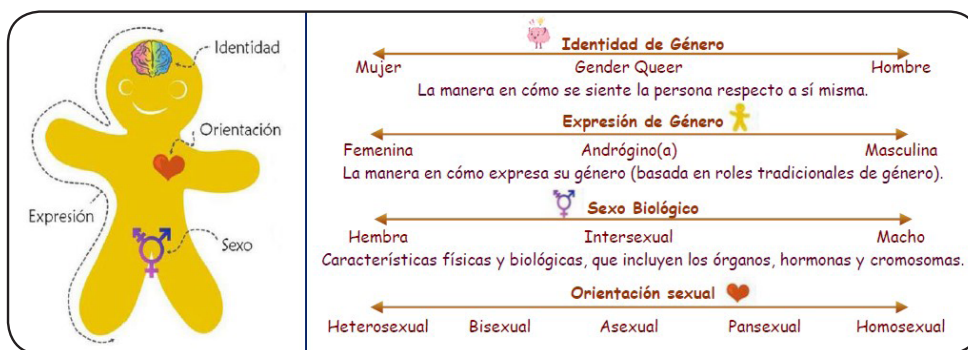 Identidad
Orientación
Expresión
Sexo
Identidad de Género
Mujer Gender Queer Hombre
La manera en cómo se siente la persona respecto a sí misma.
Expresión de Género
Femenina Andrógino(a) Masculina
La manera en cómo expresa su género (basada en roles tradicionales de género).
Sexo Biológico
Hembra Intersexual Macho
Características físicas y biológicas, que incluyen los órganos, hormonas y cromosomas.
Orientación sexual
Heterosexual Bisexual Asexual Pansexual Homosexual